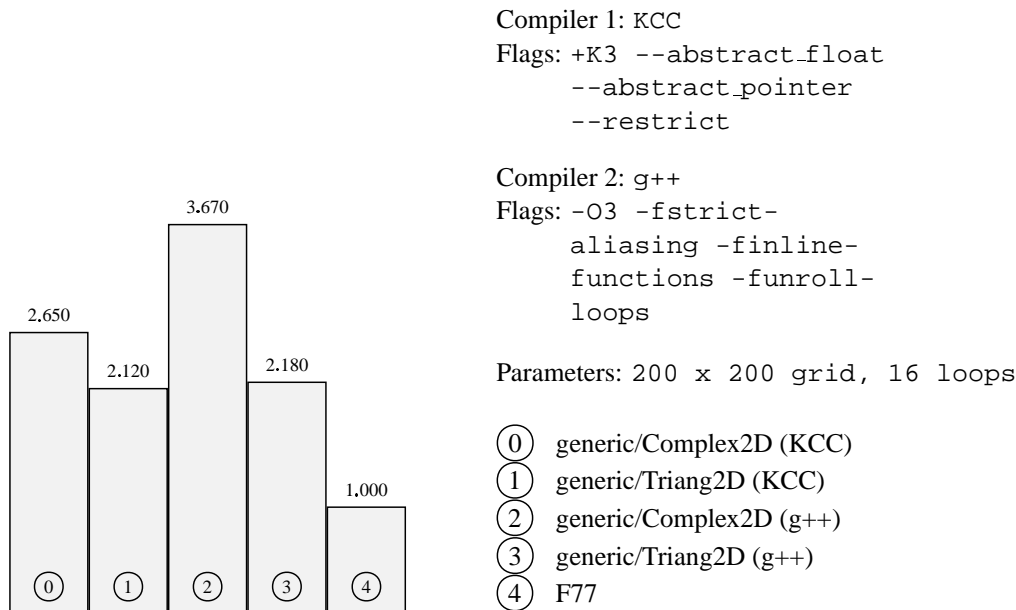 Compiler 1: KCC
Flags: +K3 --abstract_float
--abstract_pointer
--restrict
Compiler 2: g++
Flags: -O3 -fstrict-
aliasing -finline-
functions -funroll-
loops
Parameters: 200 x 200 grid, 16 loops
0 generic/Complex2D (KCC)
1 generic/Triang2D (KCC)
2 generic/Complex2D (g++)
3 generic/Triang2D (g++)
4 F77
3.670
2.650
2.120
2.180
1.000
0 1 2 3 4